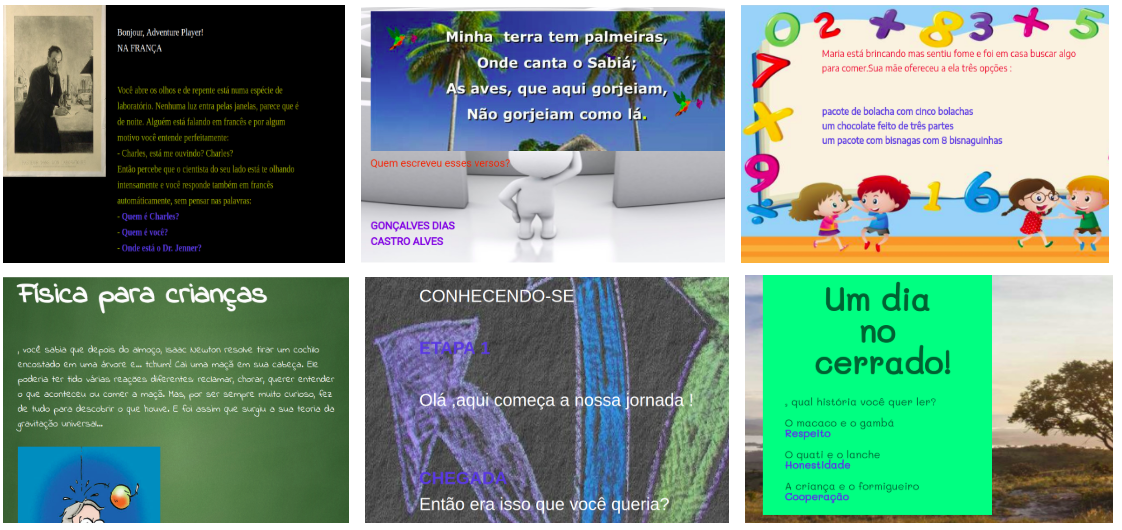 Bonjour, Adventure Player!
NA FRANÇA
Você abre os olhos e de repente está numa espécie de
laboratório. Nenhuma luz entra pelas janelas, parece que é
de noite. Alguém está falando em francês e por algum
motivo você entende perfeitamente:
- Charles, está me ouvindo? Charles?
Então percebe que o cientista do seu lado está te olhando
intensamente e você responde também em francês
automáticamente, sem pensar nas palavras:
- Quem é Charles?
- Quem é você?
- Onde está o Dr. Jenner?
Minha terra tem palmeiras,
Onde canta o Sabiá;
As aves, que aqui gorjeiam,
Não gorjeiam como lá.
Quem escreveu esses versos?
GONÇALVES DIAS
CASTRO ALVES
0 2 + 8 3 + 5
7
×
9
÷
1 6
Maria está brincando mas sentiu fome e foi em casa buscar algo
para comer.Sua mãe ofereceu a ela três opções :
pacote de bolacha com cinco bolachas
um chocolate feito de três partes
um pacote com bisnagas com 8 bisnaguinhas
Física para crianças
, você sabia que depois do almoço, Isaac Newton resolve tirar um cochilo
encostado em uma árvore e... tchum! Cai uma maçã em sua cabeça. Ele
poderia ter tido várias reações diferentes reclamar, chorar, querer entender
o que aconteceu ou comer a maçã. Mas, por ser sempre muito curioso, fez
de tudo para descobrir o que houve. E foi assim que surgiu a sua teoria da
gravitação universal...
CONHECENDO-SE
ETAPA 1
Olá ,aqui começa a nossa jornada !
CHEGADA
Então era isso que você queria?
Um dia
no
cerrado!
, qual história você quer ler?
O macaco e o gambá
Respeito
O quati e o lanche
Honestidade
A criança e o formigueiro
Cooperação